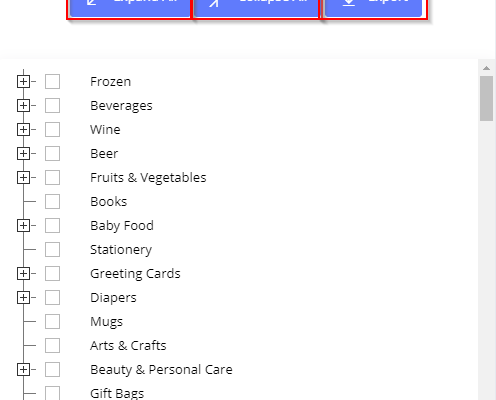 Frozen
Beverages
Wine
Beer
Fruits & Vegetables
Books
Baby Food
Stationery
Greeting Cards
Diapers
Mugs
Arts & Crafts
Beauty & Personal Care
Gift Bags